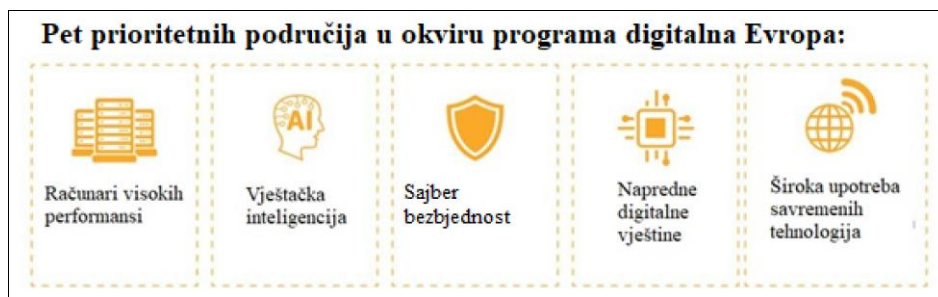 Pet prioritetnih područija u okviru programa digitalna Evropa:
Računari visokih
performansi
AI
Vještačka
inteligencija
Sajber
bezbjednost
Napredne
digitalne
vještine
Široka upotreba
savremenih
tehnologija